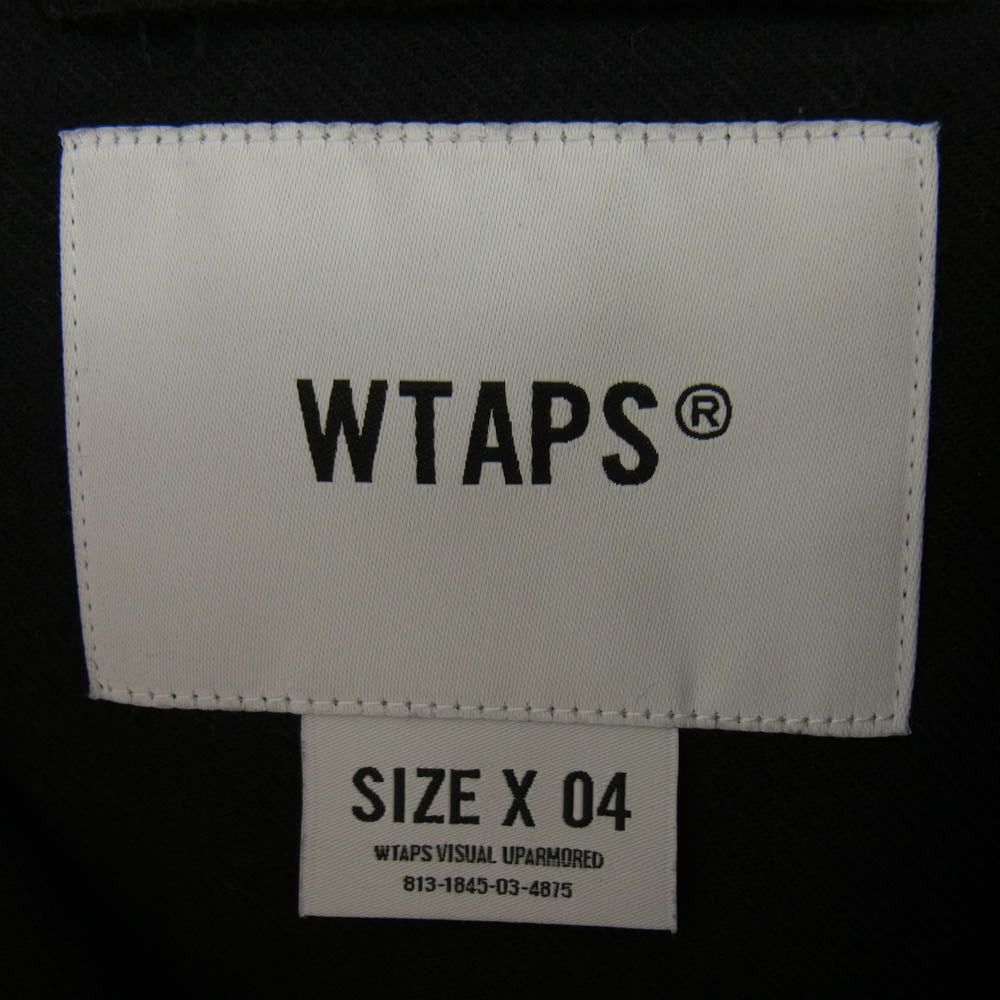 WTAPS®
SIZE X 04
WTAPS VISUAL UPARMORED
813-1845-03-4875